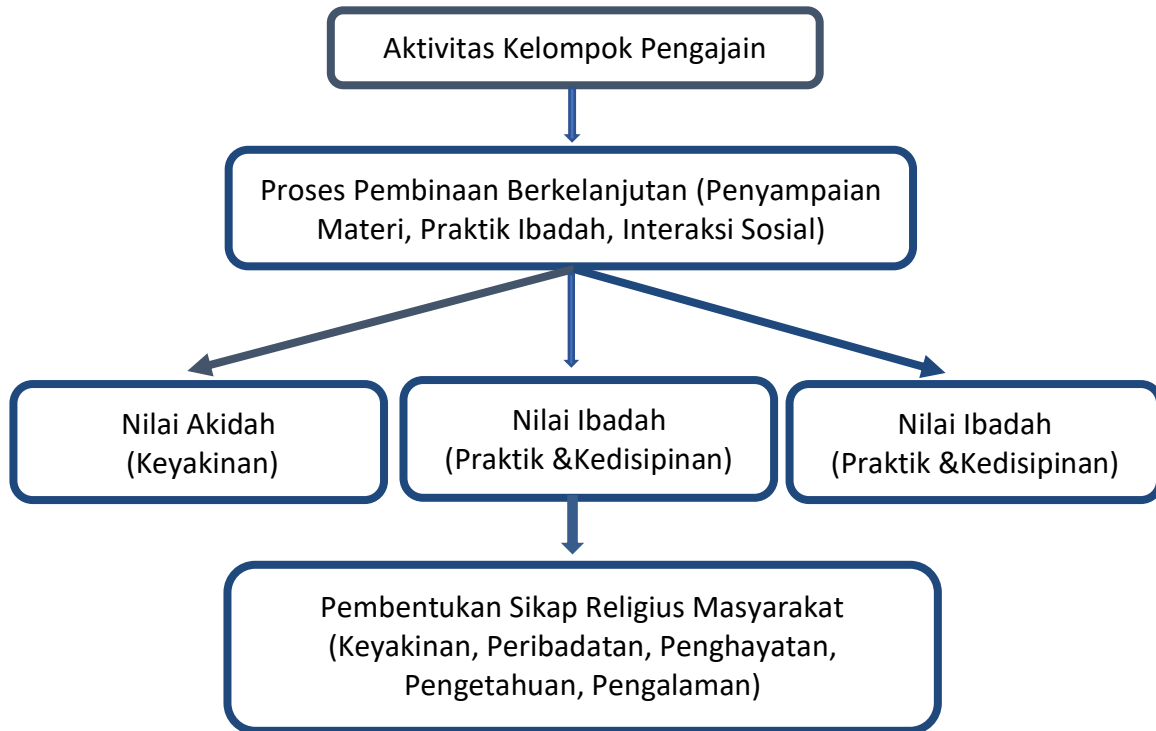 Aktivitas Kelompok Pengajain
Proses Pembinaan Berkelanjutan (Penyampaian
Materi, Praktik Ibadah, Interaksi Sosial)
Nilai Akidah
(Keyakinan)
Nilai Ibadah
(Praktik &Kedisipinan)
Nilai Ibadah
(Praktik &Kedisipinan)
Pembentukan Sikap Religius Masyarakat
(Keyakinan, Peribadatan, Penghayatan,
Pengetahuan, Pengalaman)